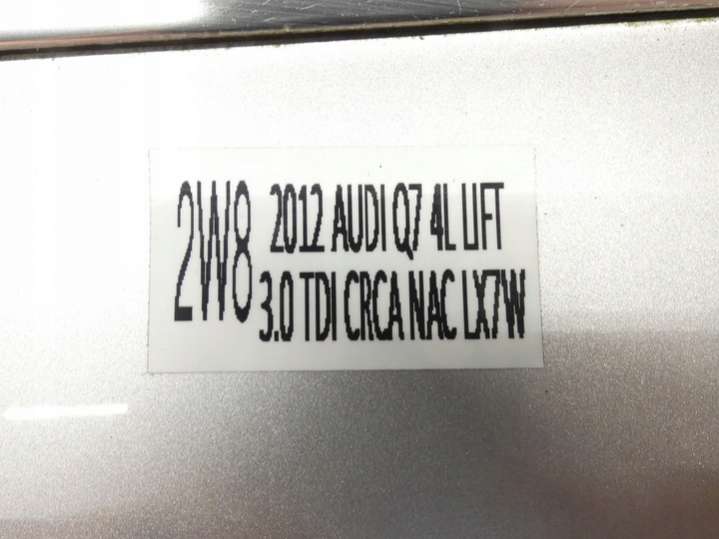 2W8
2012 AUDI Q7 4L LIFT
3.0 TDI CRCA NAC LX7W